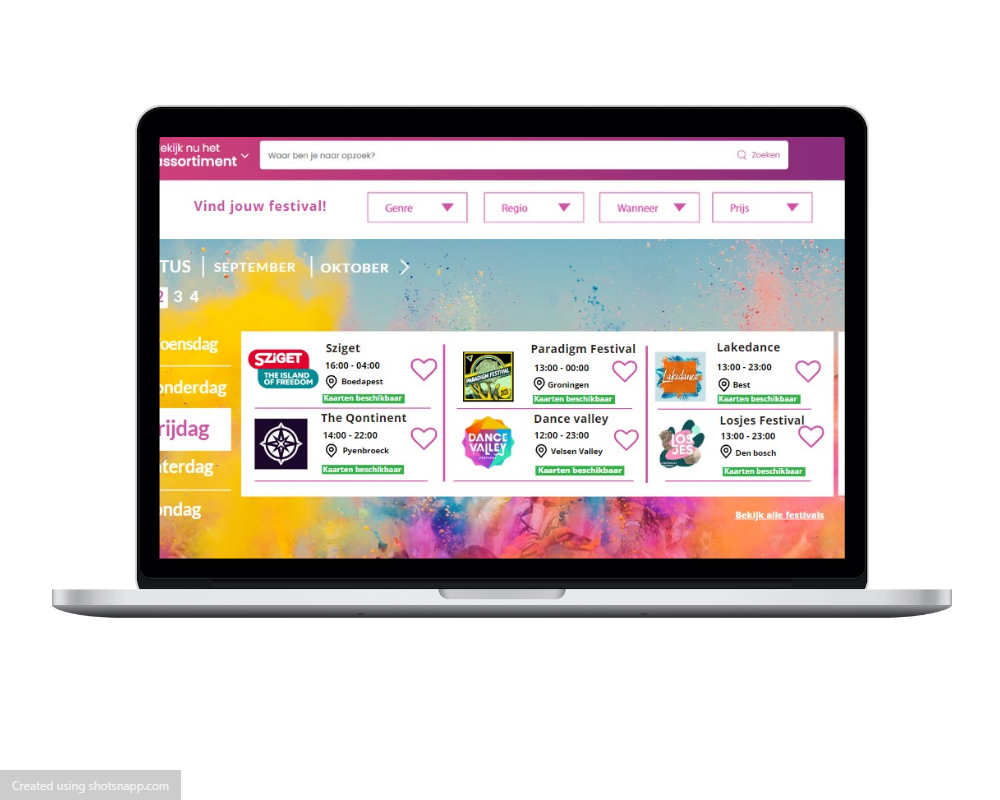 ekijk nu het
assortiment
Waar ben je naar opzoek?
Zoeken
Vind jouw festival!
Genre
Regio
Wanneer
Prijs
TUS
SEPTEMBER
OKTOBER
2 3 4
oensdag
onderdag
rijdag
terdag
ondag
SZIGET
THE ISLAND
OF FREEDOM
Sziget
16:00 - 04:00
Boedapest
Kaarten beschikbaar
PARADIGM FESTIVAL
Paradigm Festival
13:00 - 00:00
Groningen
Kaarten beschikbaar
Lakedance
Lakedance
13:00 - 23:00
Best
Kaarten beschikbaar
The Qontinent
14:00 - 22:00
Pyenbroeck
Kaarten beschikbaar
DANCE
VALLEY
FESTIVAL
Dance valley
12:00 - 23:00
Velsen Valley
Kaarten beschikbaar
LOS
JES
Losjes Festival
13:00 - 23:00
Den bosch
Kaarten beschikbaar
Bekijk alle festivals
Created using shotsnapp.com